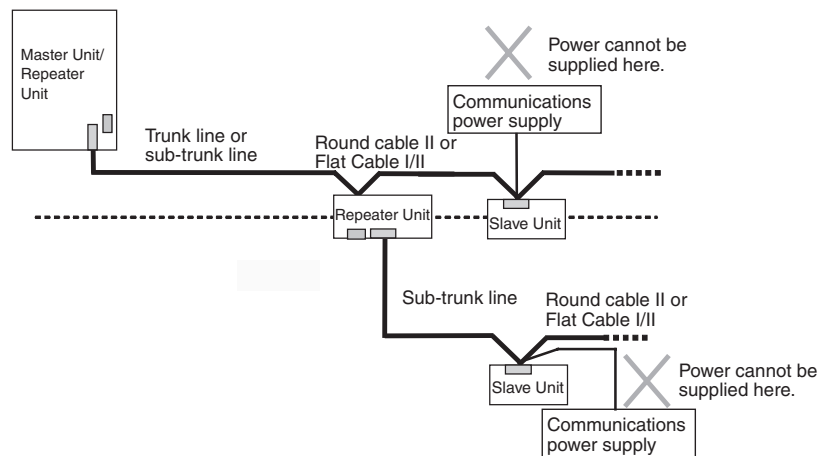 Master Unit/
Repeater
Unit
Power cannot be
supplied here.
Communications
power supply
Trunk line or
sub-trunk line
Round cable II or
Flat Cable I/II
Repeater Unit
Slave Unit
Sub-trunk line
Round cable II or
Flat Cable I/II
Slave Unit
Power cannot be
supplied here.
Communications
power supply